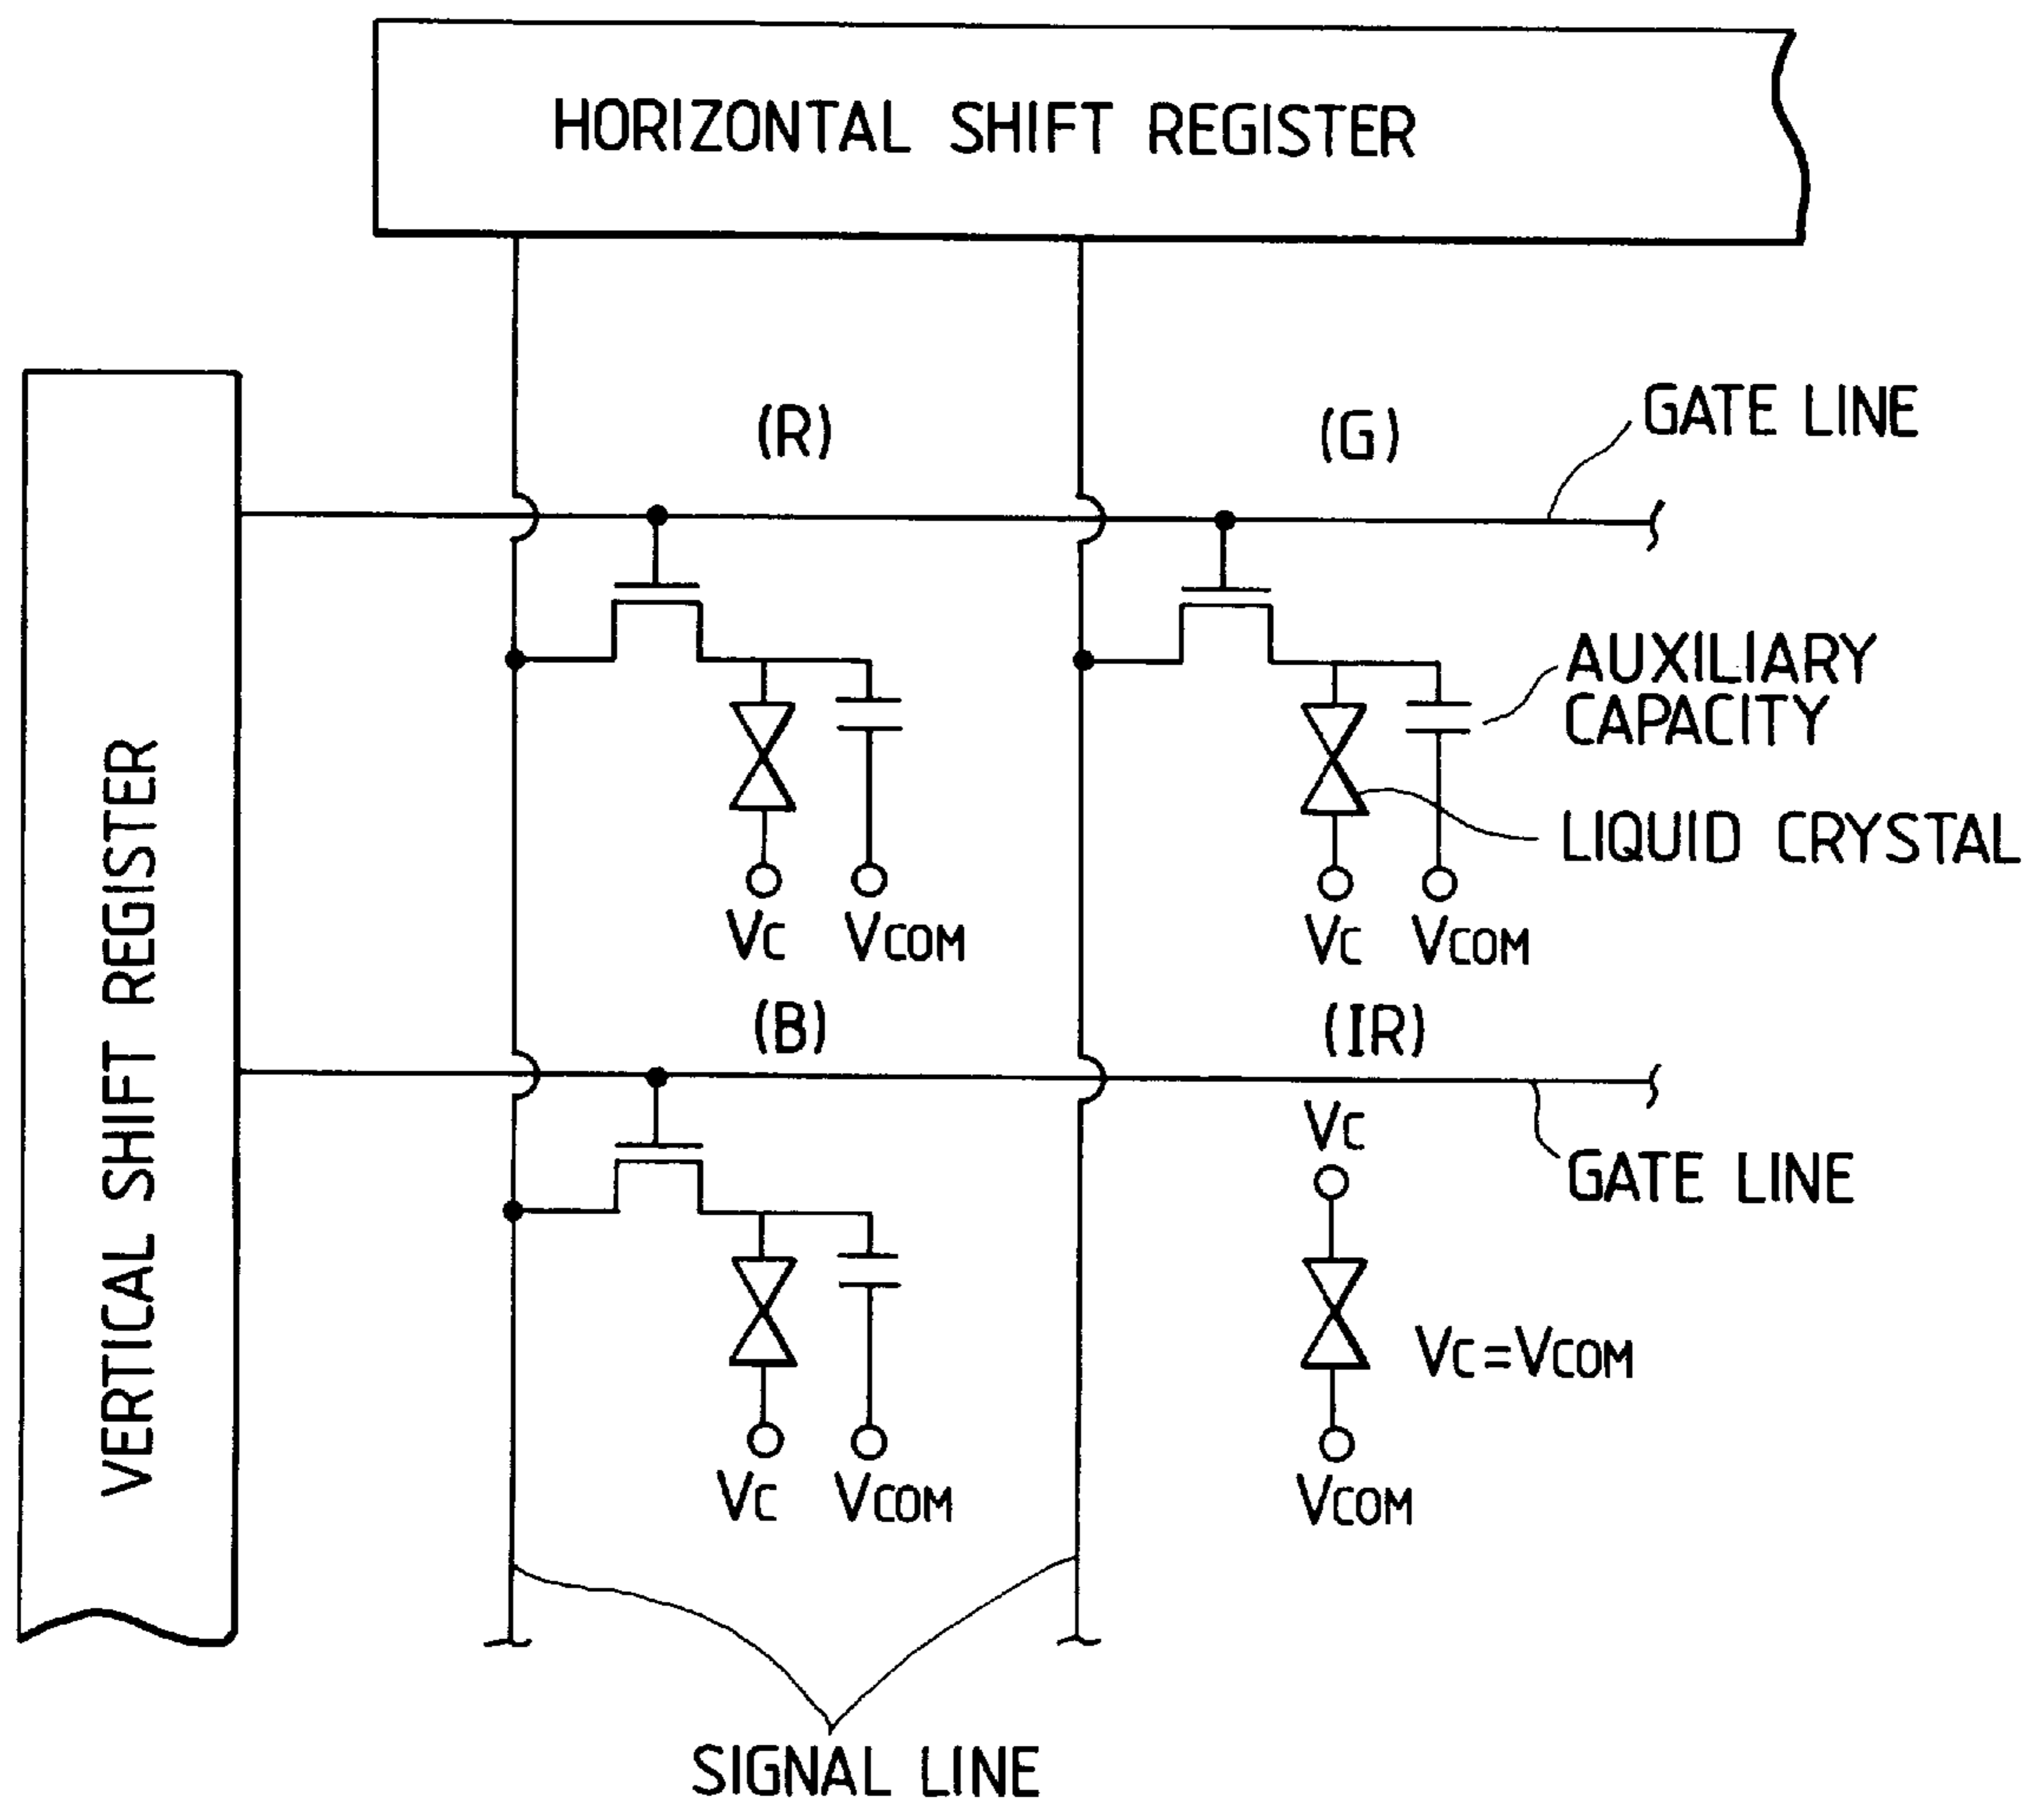 HORIZONTAL SHIFT REGISTER
VERTICAL SHIFT REGISTER
(R)
(G)
GATE LINE
AUXILIARY
CAPACITY
LIQUID CRYSTAL
VC VCOM
VC VCOM
(B)
(IR)
VC
GATE LINE
VC=VCOM
VC VCOM
VCOM
SIGNAL LINE